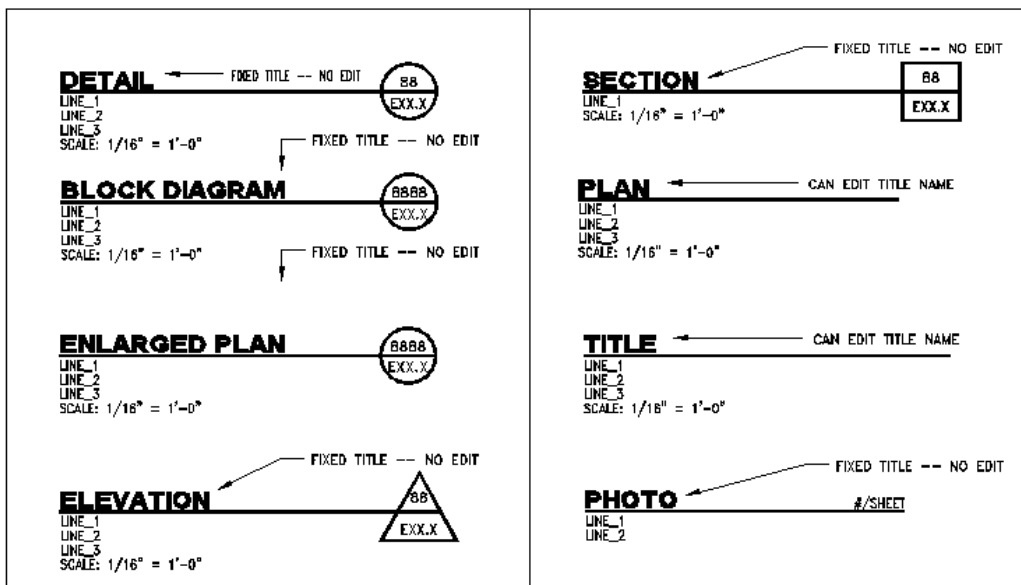 DETAIL
FIXED TITLE -- NO EDIT
88
EXX.X
LINE_1
LINE_2
LINE_3
SCALE: 1/16" = 1'-0"
FIXED TITLE -- NO EDIT
BLOCK DIAGRAM
8888
EXX.X
LINE_1
LINE_2
LINE_3
SCALE: 1/16" = 1'-0"
FIXED TITLE -- NO EDIT
ENLARGED PLAN
8888
EXX.X
LINE_1
LINE_2
LINE_3
SCALE: 1/16" = 1'-0"
FIXED TITLE -- NO EDIT
ELEVATION
88
EXX.X
LINE_1
LINE_2
LINE_3
SCALE: 1/16" = 1'-0"
FIXED TITLE -- NO EDIT
SECTION
88
EXX.X
LINE_1
SCALE: 1/16" = 1'-0"
PLAN
CAN EDIT TITLE NAME
LINE_1
LINE_2
LINE_3
SCALE: 1/16" = 1'-0"
TITLE
CAN EDIT TITLE NAME
LINE_1
LINE_2
LINE_3
SCALE: 1/16" = 1'-0"
FIXED TITLE -- NO EDIT
PHOTO
#/SHEET
LINE_1
LINE_2